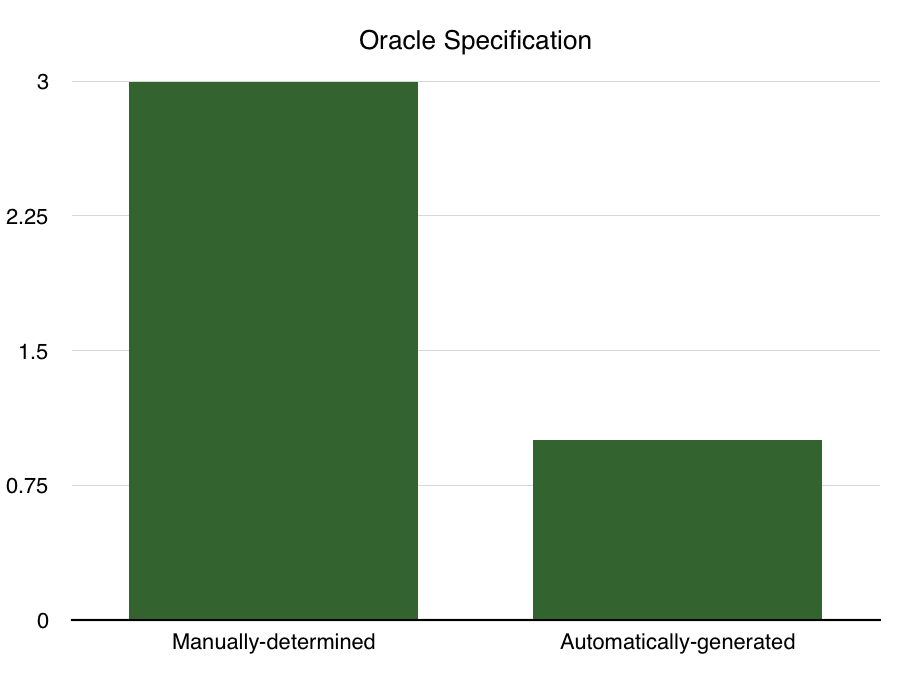 Oracle Specification
3
2.25
1.5
0.75
0
Manually-determined
Automatically-generated